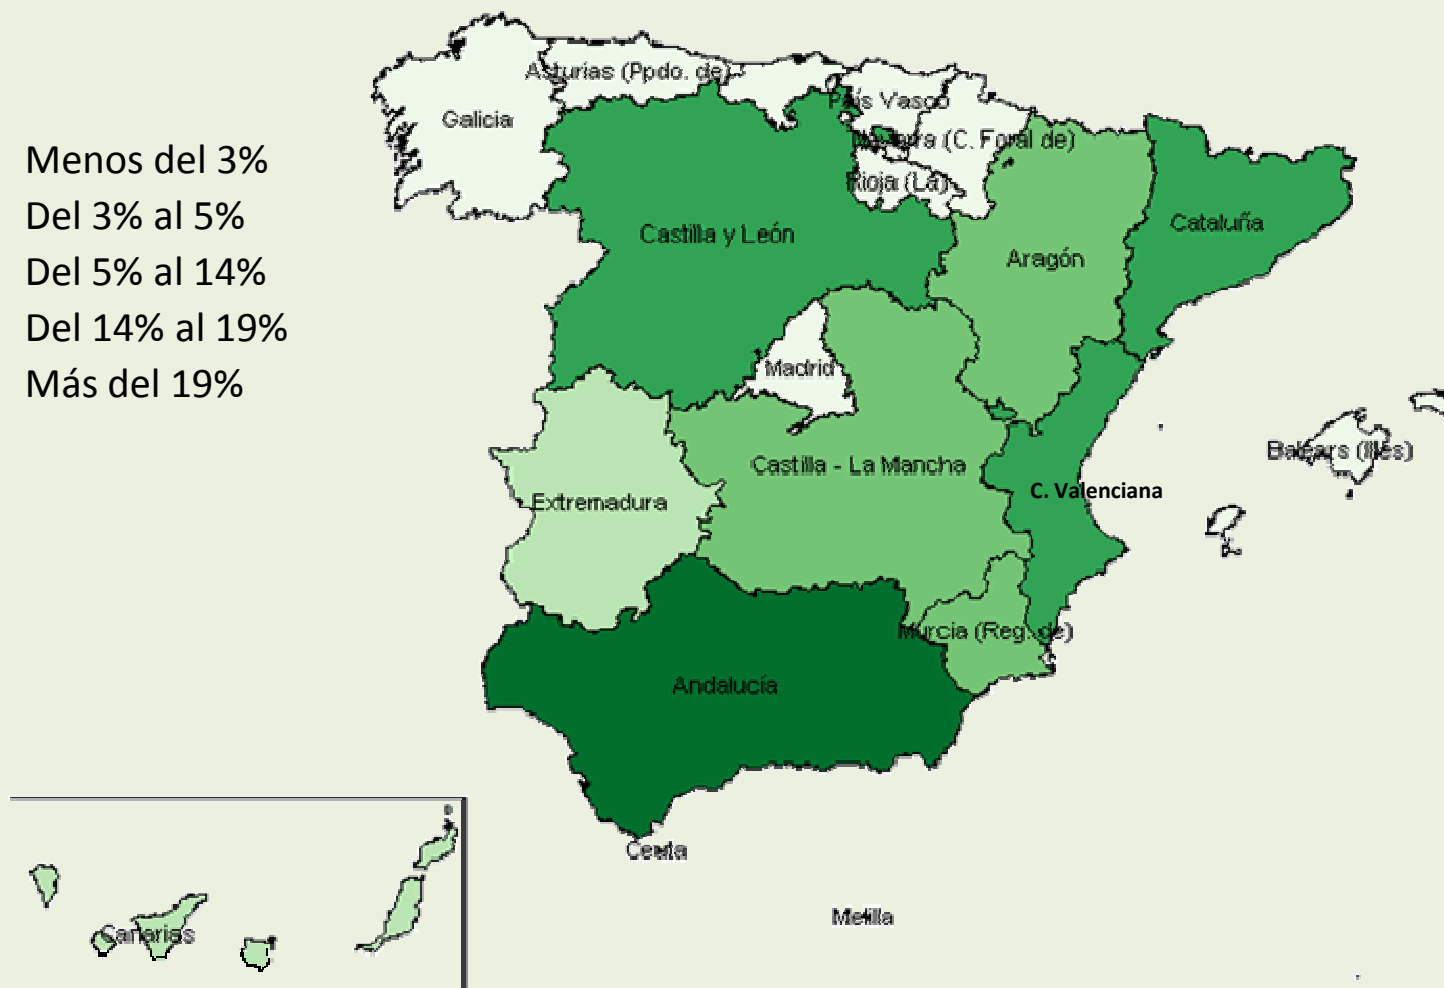 Menos del 3%
Del 3% al 5%
Del 5% al 14%
Del 14% al 19%
Más del 19%
Asturias (Ppdo. de)
Galicia
País Vasco
(C. Foral de)
Rioja (La)
Castilla y León
Cataluña
Aragón
Madrid
Balears (Illes)
Castilla - La Mancha
C. Valenciana
Extremadura
Murcia (Reg. de)
Andalucía
Ceuta
Melilla
Canarias